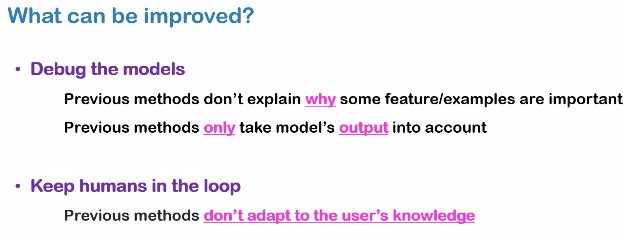 What can be improved?
• Debug the models
Previous methods don't explain why some feature/examples are important
Previous methods only take model's output into account
• Keep humans in the loop
Previous methods don't adapt to the user's knowledge